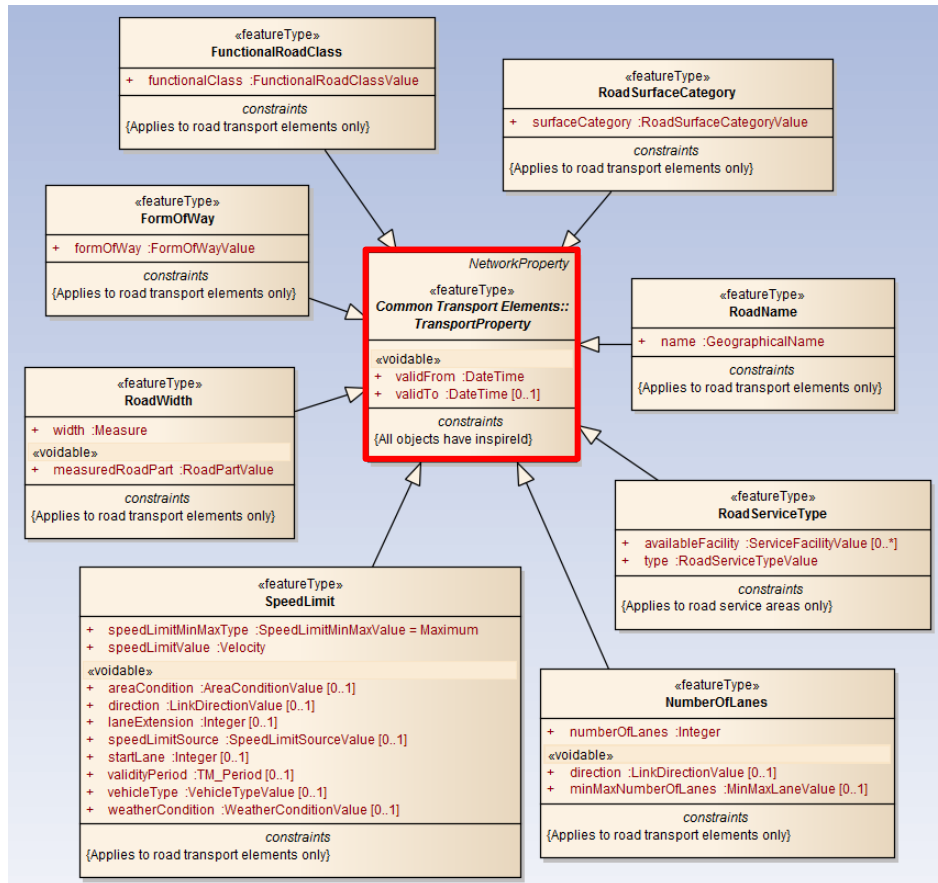 «featureType»
FunctionalRoadClass
+ functionalClass :FunctionalRoadClassValue
constraints
{Applies to road transport elements only}
«featureType»
RoadSurfaceCategory
+ surfaceCategory :RoadSurfaceCategoryValue
constraints
{Applies to road transport elements only}
«featureType»
FormOfWay
+ formOfWay :FormOfWayValue
constraints
{Applies to road transport elements only}
NetworkProperty
«featureType»
Common Transport Elements::
TransportProperty
«voidable»
+ validFrom :DateTime
+ validTo :DateTime [0..1]
constraints
{All objects have inspireId}
«featureType»
RoadName
+ name :GeographicalName
constraints
{Applies to road transport elements only}
«featureType»
RoadWidth
+ width :Measure
«voidable»
+ measuredRoadPart :RoadPartValue
constraints
{Applies to road transport elements only}
«featureType»
RoadServiceType
+ availableFacility :ServiceFacilityValue [0..*]
+ type :RoadServiceTypeValue
constraints
{Applies to road service areas only}
«featureType»
SpeedLimit
+ speedLimitMinMaxType :SpeedLimitMinMaxValue = Maximum
+ speedLimitValue :Velocity
«voidable»
+ areaCondition :AreaConditionValue [0..1]
+ direction :LinkDirectionValue [0..1]
+ laneExtension :Integer [0..1]
+ speedLimitSource :SpeedLimitSourceValue [0..1]
+ startLane :Integer [0..1]
+ validityPeriod :TM_Period [0..1]
+ vehicleType :VehicleTypeValue [0..1]
+ weatherCondition :WeatherConditionValue [0..1]
constraints
{Applies to road transport elements only}
«featureType»
NumberOfLanes
+ numberOfLanes :Integer
«voidable»
+ direction :LinkDirectionValue [0..1]
+ minMaxNumberOfLanes :MinMaxLaneValue [0..1]
constraints
{Applies to road transport elements only}